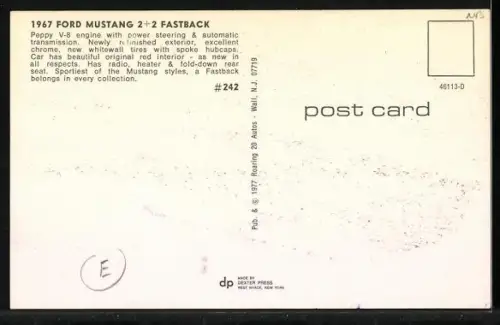 1967 FORD MUSTANG 2+2 FASTBACK
Peppy V-8 engine with power steering & automatic
transmission. Newly refinished exterior, excellent
chrome, new whitewall tires with spoke hubcaps.
Car has beautiful original red interior - as new in
all respects. Has radio, heater & fold-down rear
seat. Sportiest of the Mustang styles, a Fastback
belongs in every collection.
#242
Pub. & © 1977 Roaring 20 Autos - Wall, N.J. 07719
46113-D
post card
E
dp
MADE BY
DEXTER PRESS
WEST NYACK, NEW YORK